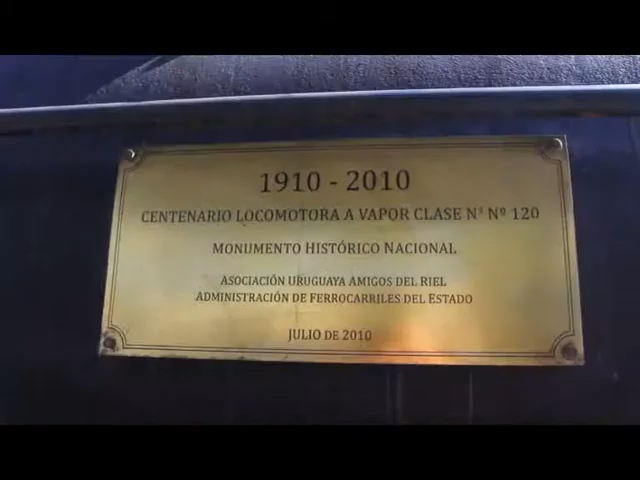 1910 - 2010
CENTENARIO LOCOMOTORA A VAPOR CLASE Nº Nº 120
MONUMENTO HISTÓRICO NACIONAL
ASOCIACIÓN URUGUAYA AMIGOS DEL RIEL
ADMINISTRACIÓN DE FERROCARRILES DEL ESTADO
JULIO DE 2010